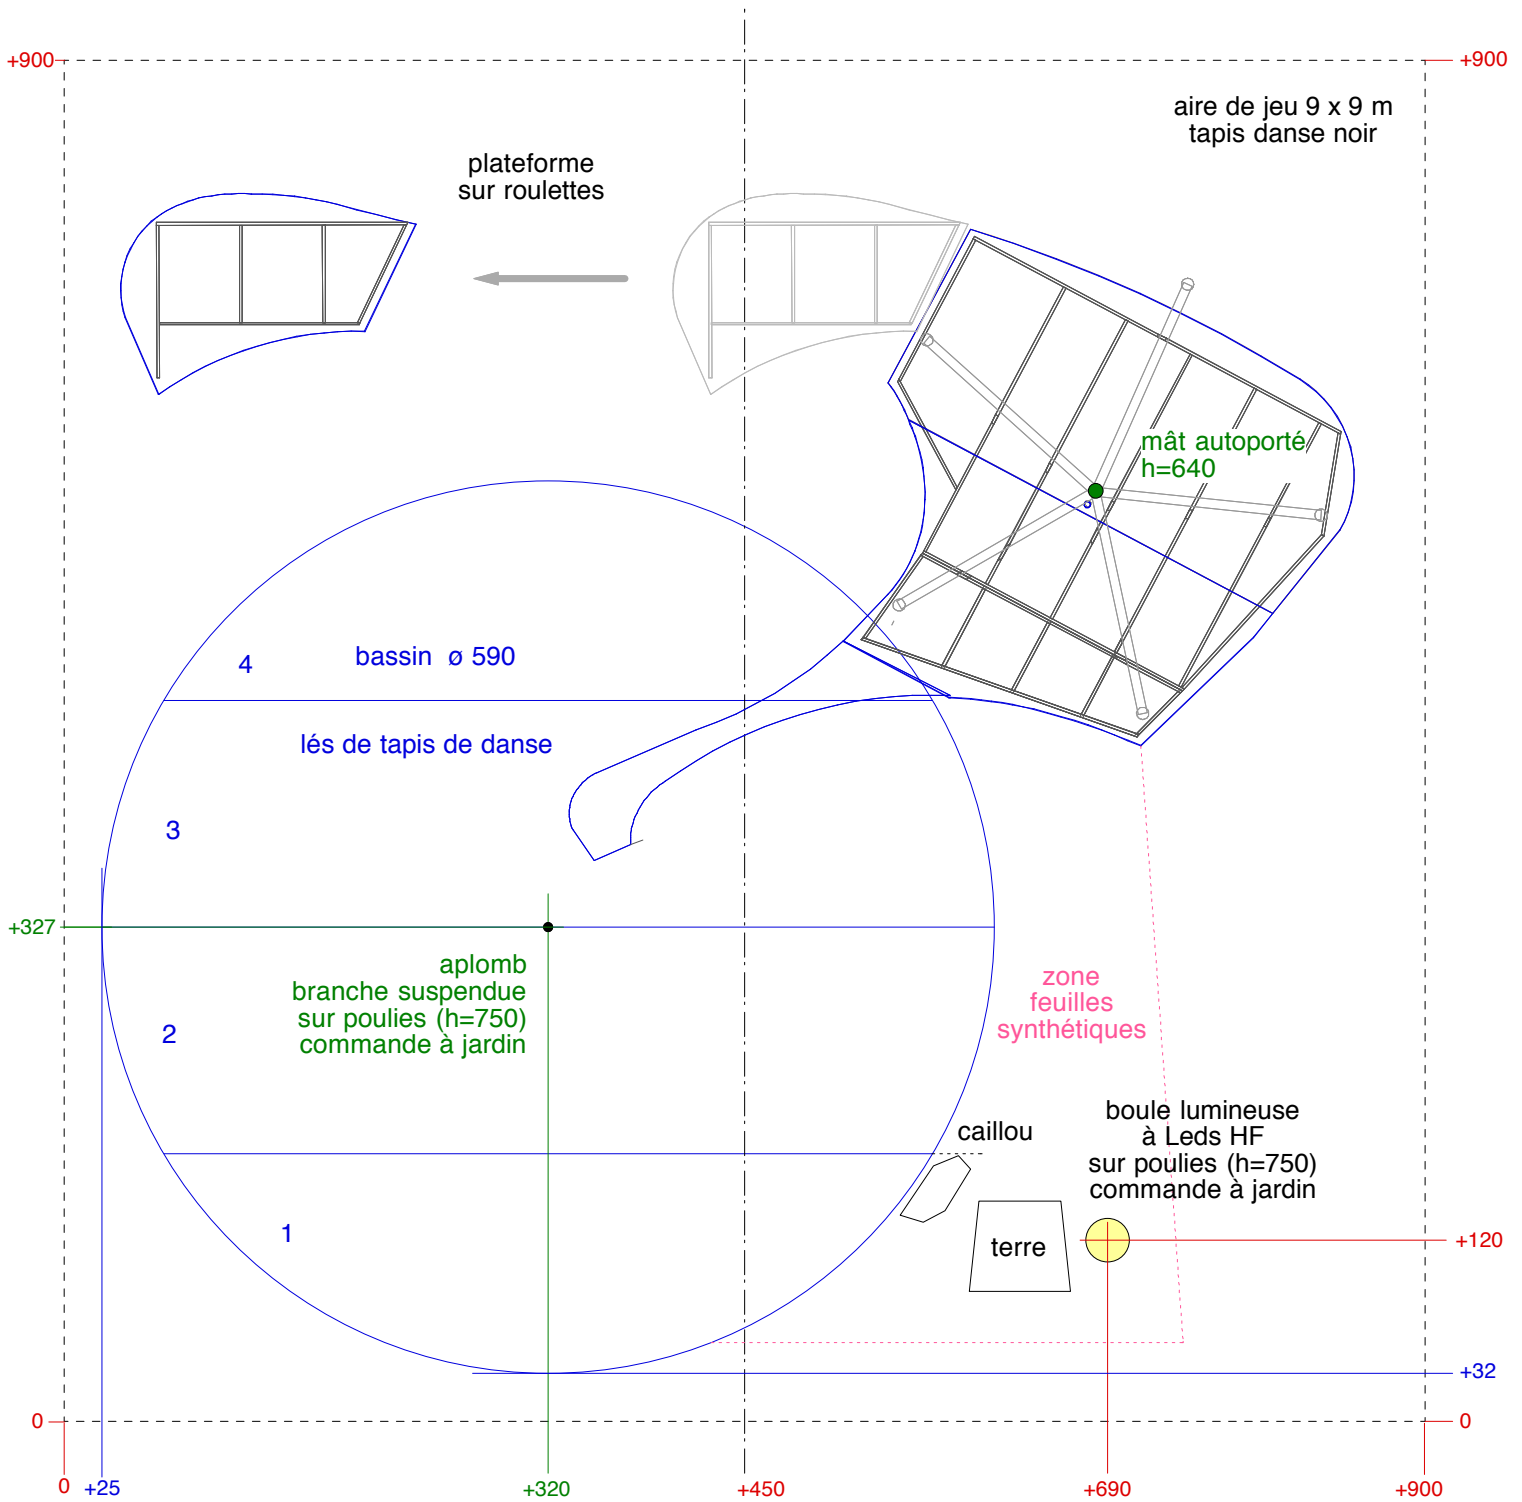 +900
+900
aire de jeu 9 x 9 m
tapis danse noir
plateforme
sur roulettes
mât autoporté
h=640
4
bassin ø 590
lés de tapis de danse
3
+327
aplomb
branche suspendue
sur poulies (h=750)
commande à jardin
2
zone
feuilles
synthétiques
boule lumineuse
à Leds HF
sur poulies (h=750)
commande à jardin
caillou
1
terre
+120
+32
0
0
0
+25
+320
+450
+690
+900